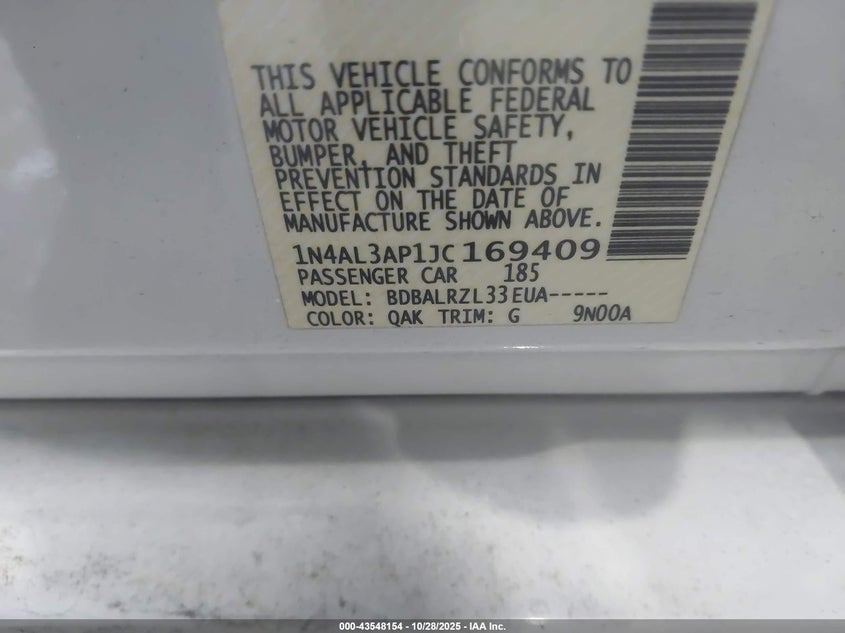 THIS VEHICLE CONFORMS TO
ALL APPLICABLE FEDERAL
MOTOR VEHICLE SAFETY,
BUMPER, AND THEFT
PREVENTION STANDARDS IN
EFFECT ON THE DATE OF
MANUFACTURE SHOWN ABOVE.
1N4AL3AP1JC169409
PASSENGER CAR 185
MODEL: BDBALRZL33EUA-----
COLOR: QAK TRIM: G 9N00A
000-43548154 - 10/28/2025 - IAA Inc.